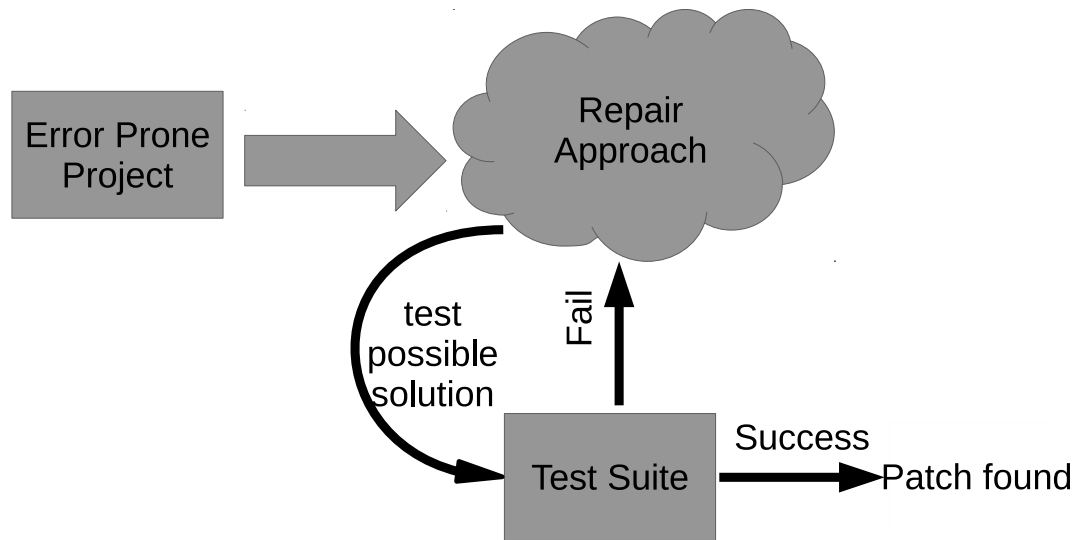 Error Prone
Project
Repair
Approach
test
possible
solution
Fail
Test Suite
Success
Patch found